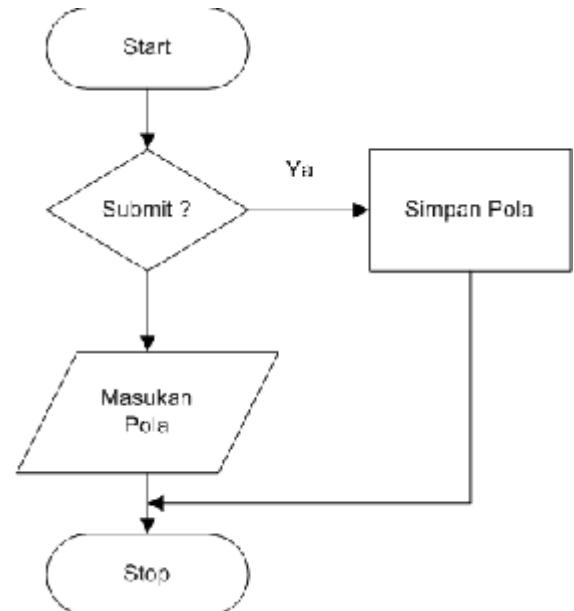 Start
Submit ?
Ya
Simpan Pola
Masukan
Pola
Stop